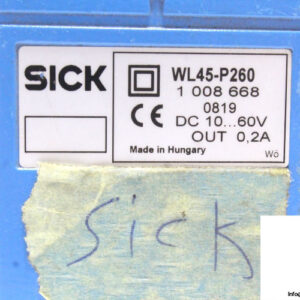 SICK
WL45-P260
1 008 668
CE
0819
DC 10...60V
OUT 0,2A
Made in Hungary
Wö
Sick